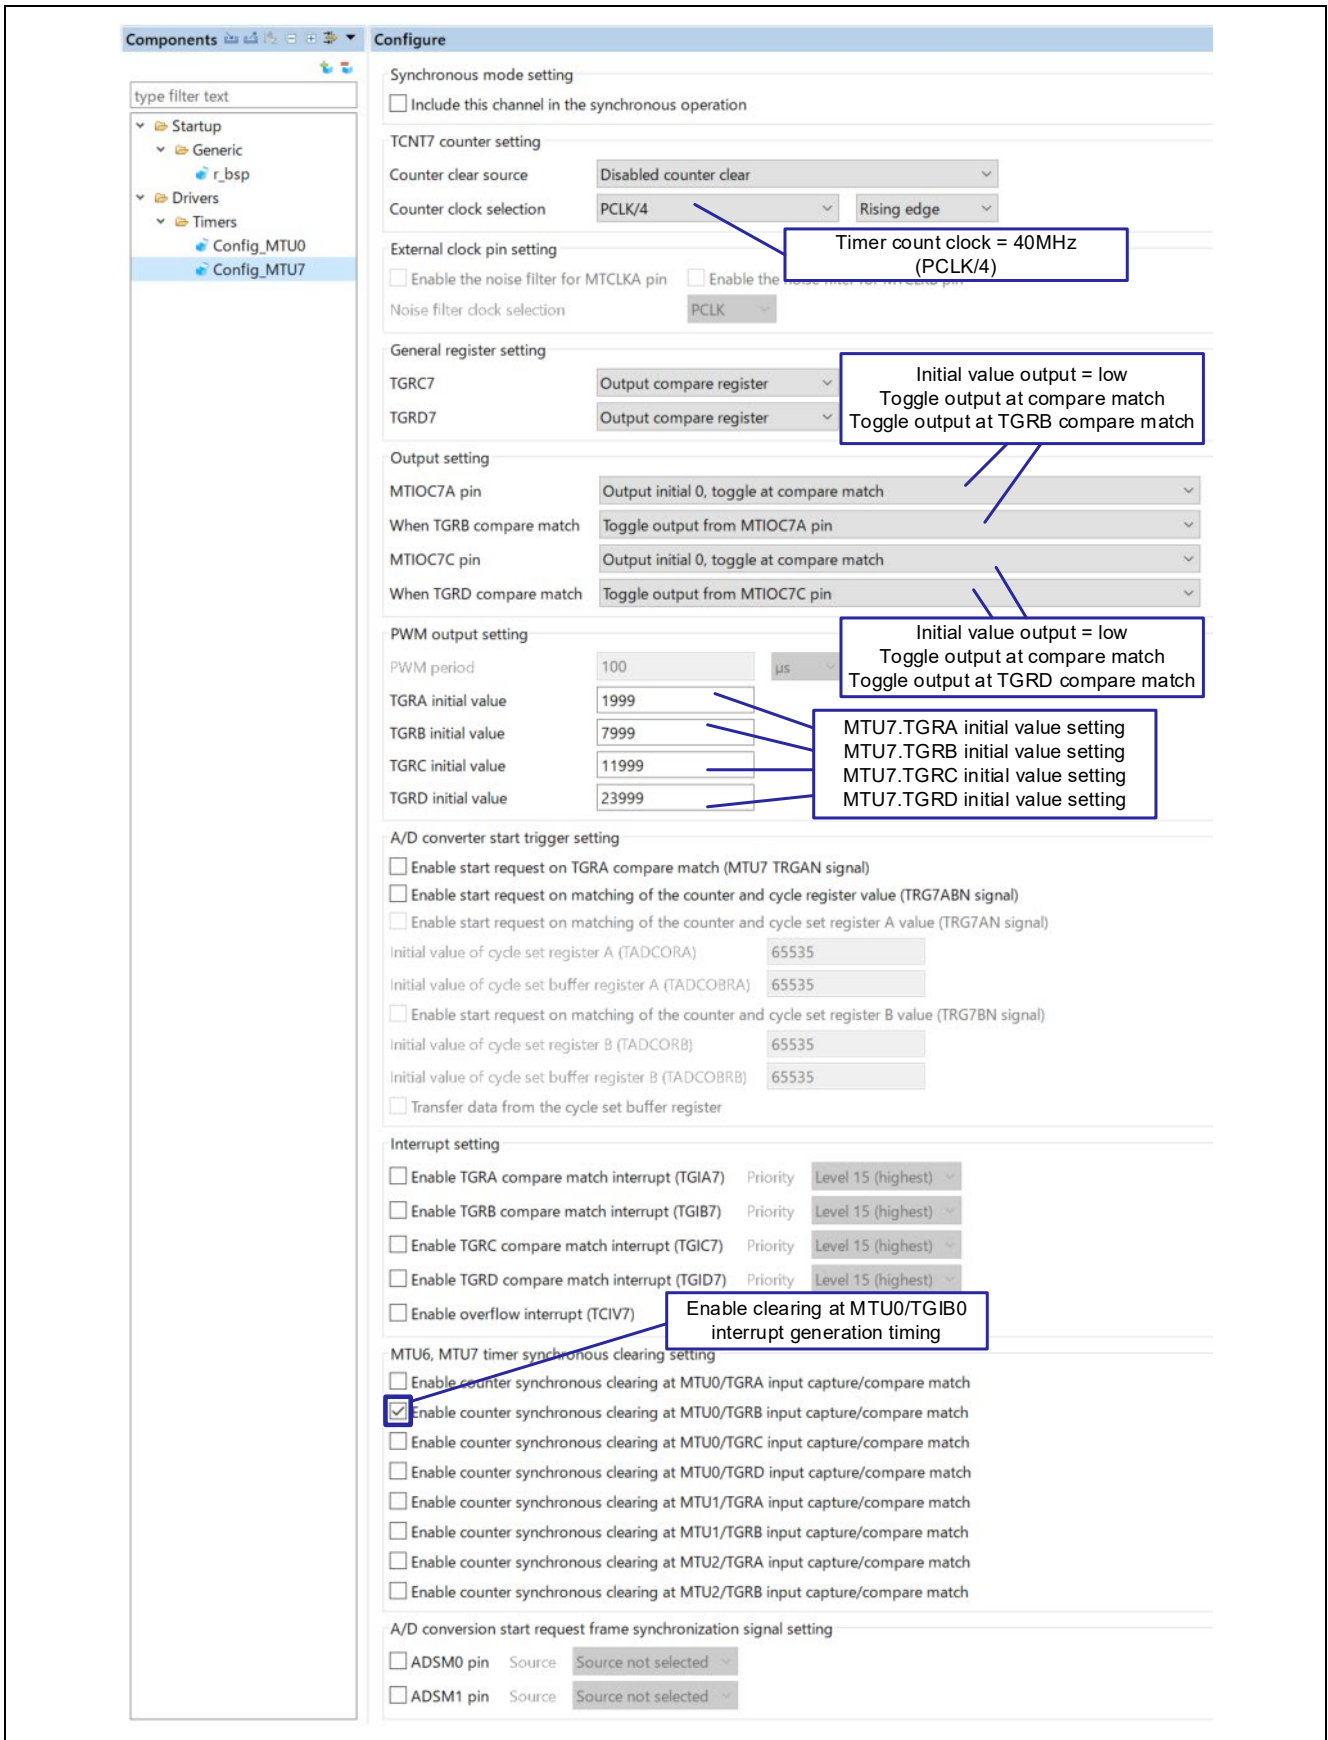 Components
Configure
type filter text
Startup
Generic
r_bsp
Drivers
Timers
Config_MTU0
Config_MTU7
Synchronous mode setting
Include this channel in the synchronous operation
TCNT7 counter setting
Counter clear source Disabled counter clear
Counter clock selection PCLK/4 Rising edge
Timer count clock = 40MHz
(PCLK/4)
External clock pin setting
Enable the noise filter for MTCLKA pin Enable the noise filter for MTCLKB pin
Noise filter clock selection PCLK
General register setting
TGRC7 Output compare register
TGRD7 Output compare register
Initial value output = low
Toggle output at compare match
Toggle output at TGRB compare match
Output setting
MTIOC7A pin Output initial 0, toggle at compare match
When TGRB compare match Toggle output from MTIOC7A pin
MTIOC7C pin Output initial 0, toggle at compare match
When TGRD compare match Toggle output from MTIOC7C pin
Initial value output = low
Toggle output at compare match
Toggle output at TGRD compare match
PWM output setting
PWM period 100 μs
TGRA initial value 1999
TGRB initial value 7999
TGRC initial value 11999
TGRD initial value 23999
MTU7.TGRA initial value setting
MTU7.TGRB initial value setting
MTU7.TGRC initial value setting
MTU7.TGRD initial value setting
A/D converter start trigger setting
Enable start request on TGRA compare match (MTU7 TRGAN signal)
Enable start request on matching of the counter and cycle register value (TRG7ABN signal)
Enable start request on matching of the counter and cycle set register A value (TRG7AN signal)
Initial value of cycle set register A (TADCORA) 65535
Initial value of cycle set buffer register A (TADCOBRA) 65535
Enable start request on matching of the counter and cycle set register B value (TRG7BN signal)
Initial value of cycle set register B (TADCORB) 65535
Initial value of cycle set buffer register B (TADCOBRB) 65535
Transfer data from the cycle set buffer register
Interrupt setting
Enable TGRA compare match interrupt (TGIA7) Priority Level 15 (highest)
Enable TGRB compare match interrupt (TGIB7) Priority Level 15 (highest)
Enable TGRC compare match interrupt (TGIC7) Priority Level 15 (highest)
Enable TGRD compare match interrupt (TGID7) Priority Level 15 (highest)
Enable overflow interrupt (TCIV7)
Enable clearing at MTU0/TGIB0
interrupt generation timing
MTU6, MTU7 timer synchronous clearing setting
Enable counter synchronous clearing at MTU0/TGRA input capture/compare match
Enable counter synchronous clearing at MTU0/TGRB input capture/compare match
Enable counter synchronous clearing at MTU0/TGRC input capture/compare match
Enable counter synchronous clearing at MTU0/TGRD input capture/compare match
Enable counter synchronous clearing at MTU1/TGRA input capture/compare match
Enable counter synchronous clearing at MTU1/TGRB input capture/compare match
Enable counter synchronous clearing at MTU2/TGRA input capture/compare match
Enable counter synchronous clearing at MTU2/TGRB input capture/compare match
A/D conversion start request frame synchronization signal setting
ADSM0 pin Source Source not selected
ADSM1 pin Source Source not selected